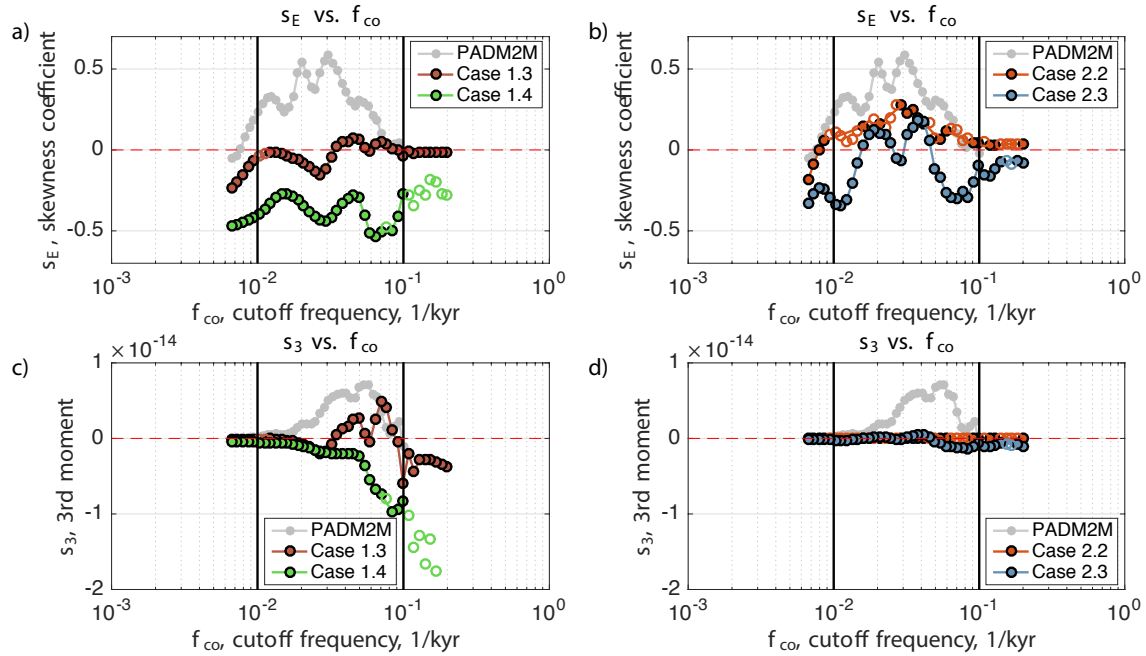 a)
s_E vs. f_co
s_E , skewness coefficient
0.5
0
-0.5
PADM2M
Case 1.3
Case 1.4
10^-3
10^-2
10^-1
10^0
f_co, cutoff frequency, 1/kyr
b)
s_E vs. f_co
s_E , skewness coefficient
0.5
0
-0.5
PADM2M
Case 2.2
Case 2.3
10^-3
10^-2
10^-1
10^0
f_co, cutoff frequency, 1/kyr
c)
×10^-14
s_3 vs. f_co
s_3, 3rd moment
1
0
-1
-2
PADM2M
Case 1.3
Case 1.4
10^-3
10^-2
10^-1
10^0
f_co, cutoff frequency, 1/kyr
d)
×10^-14
s_3 vs. f_co
s_3, 3rd moment
1
0
-1
-2
PADM2M
Case 2.2
Case 2.3
10^-3
10^-2
10^-1
10^0
f_co, cutoff frequency, 1/kyr